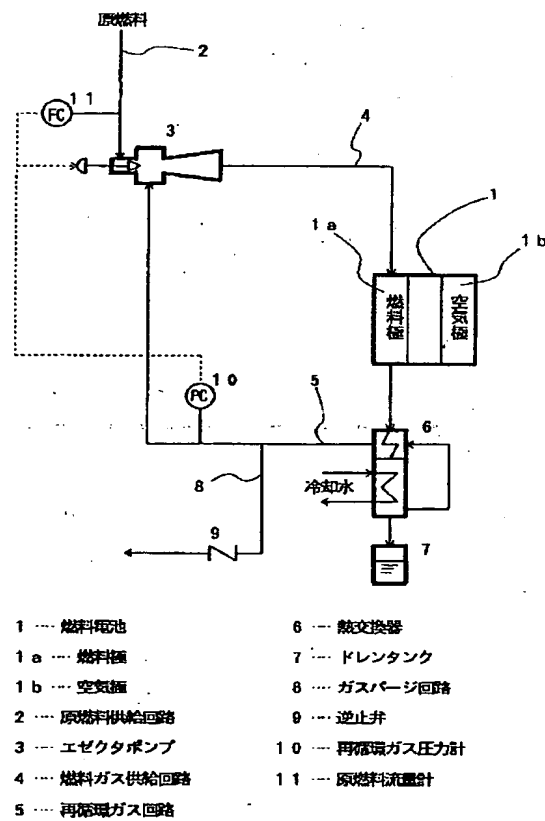 原燃料
2
11
FC
3
4
1
1a
1b
燃料極
空気極
10
PC
5
6
冷却水
8
9
7
1 … 燃料電池
1a … 燃料極
1b … 空気極
2 … 原燃料供給回路
3 … エゼクタポンプ
4 … 燃料ガス供給回路
5 … 再循環ガス回路
6 … 熱交換器
7 … ドレンタンク
8 … ガスパージ回路
9 … 逆止弁
10 … 再循環ガス圧力計
11 … 原燃料流量計